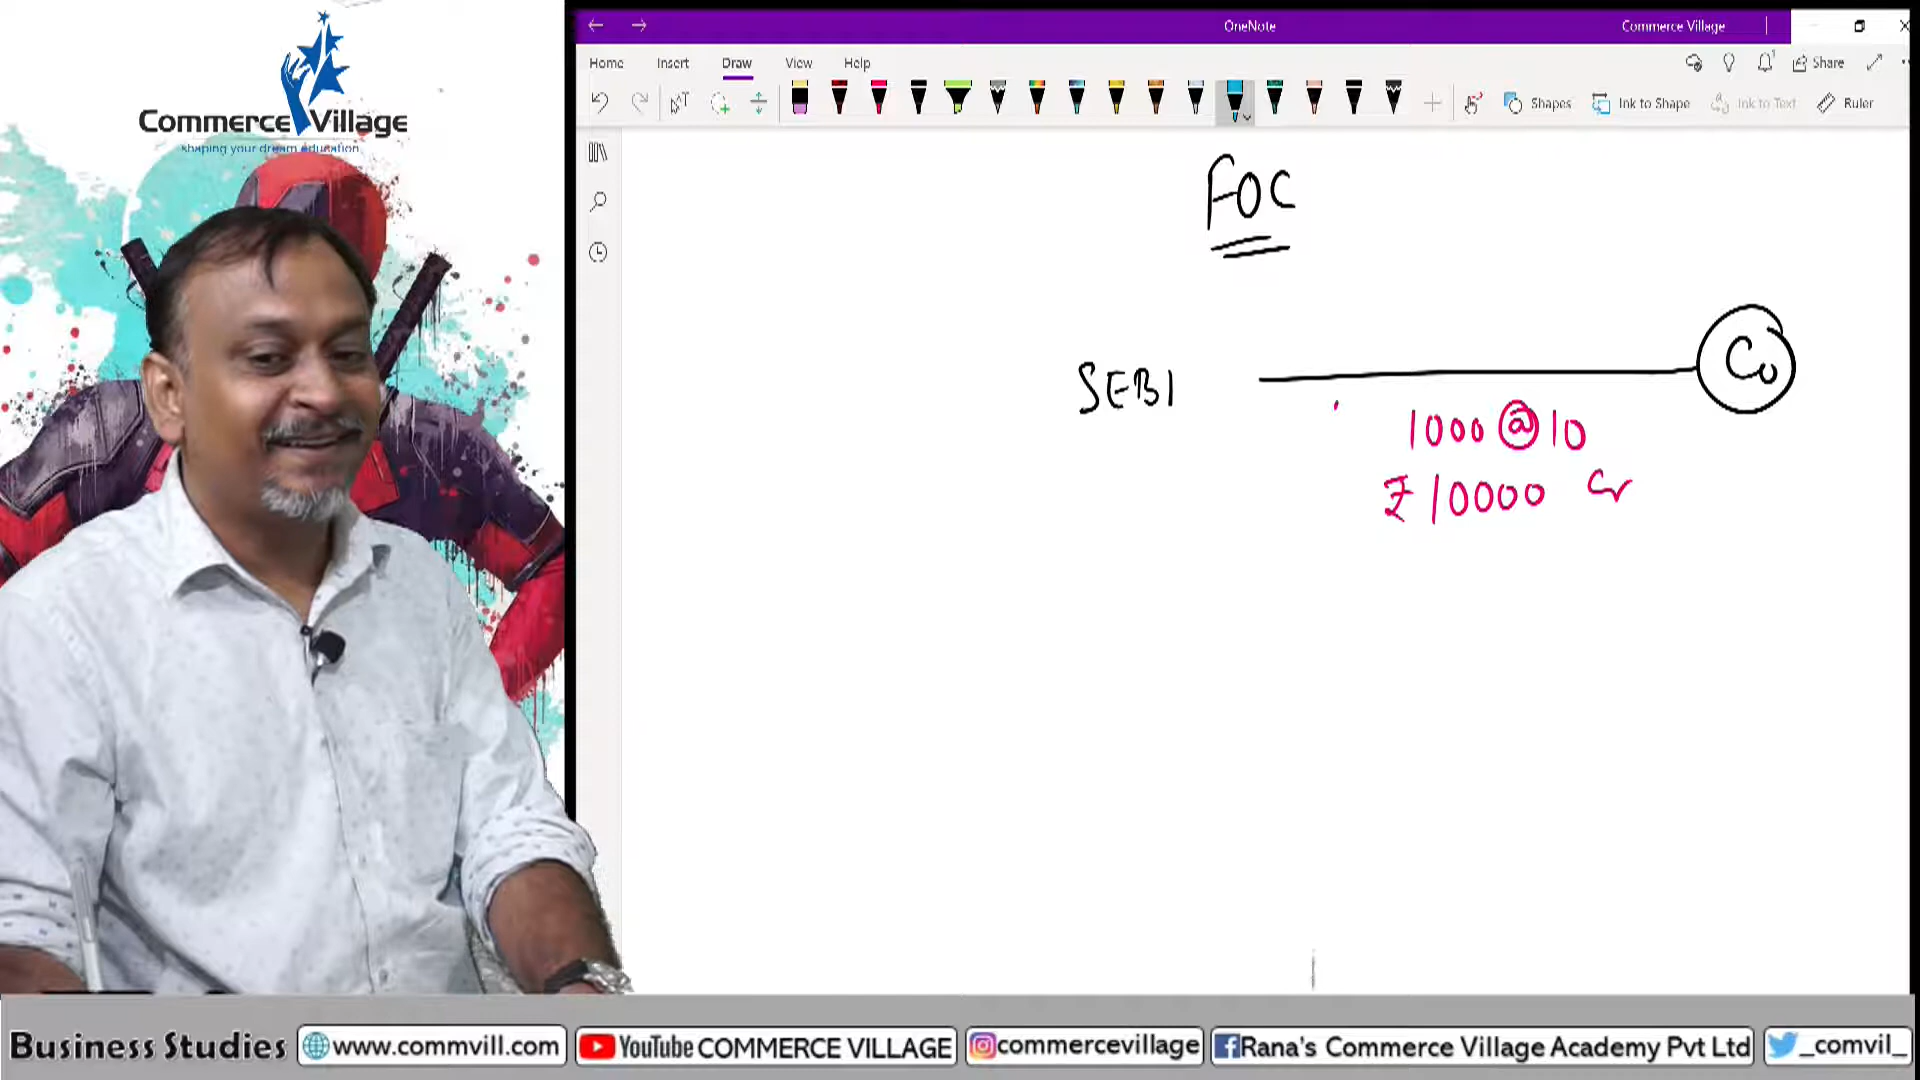 Commerce Village
shaping your dream education
OneNote
Commerce Village
Home Insert Draw View Help
Share
Shapes Ink to Shape Ink to Text Ruler
FOC
SEBI
Co
1000 @ 10
₹ 10000 Cr
Business Studies www.commvill.com YouTube COMMERCE VILLAGE commercevillage Rana's Commerce Village Academy Pvt Ltd _comvil_